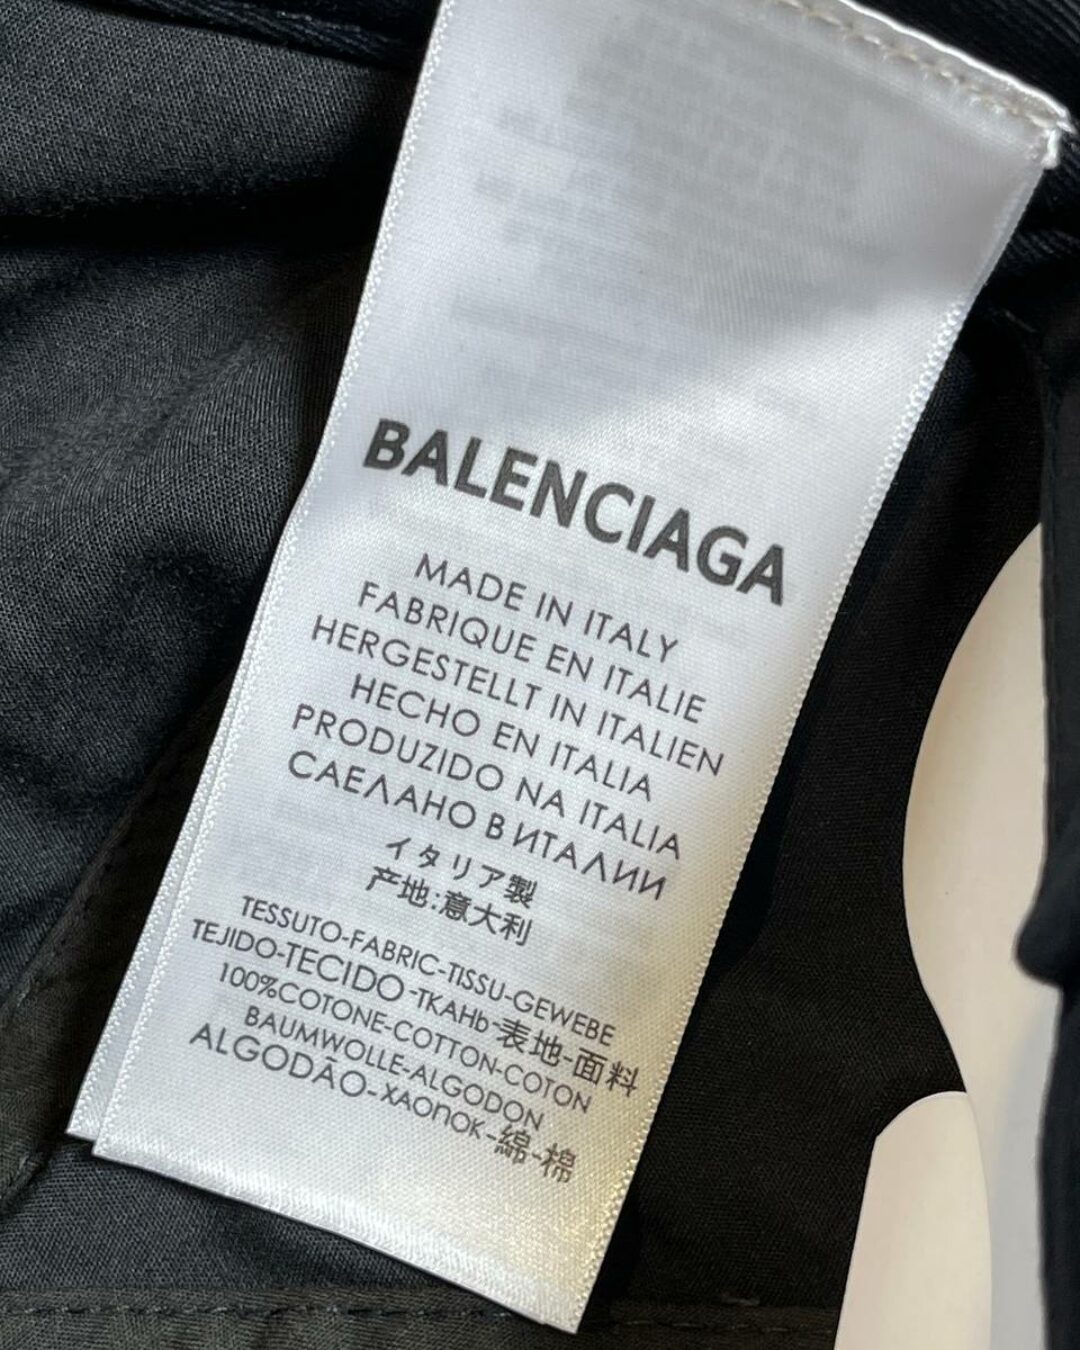 BALENCIAGA
MADE IN ITALY
FABRIQUE EN ITALIE
HERGESTELLT IN ITALIEN
HECHO EN ITALIA
PRODUZIDO NA ITALIA
САЕЛАНО В ИТАЛИИ
イタリア製
产地:意大利
TESSUTO-FABRIC-TISSU-GEWEBE
TEJIDO-TECIDO-TKAHb-表地-面料
100%COTONE-COTTON-COTON
BAUMWOLLE-ALGODON
ALGODÃO-XAOПOK-綿-棉